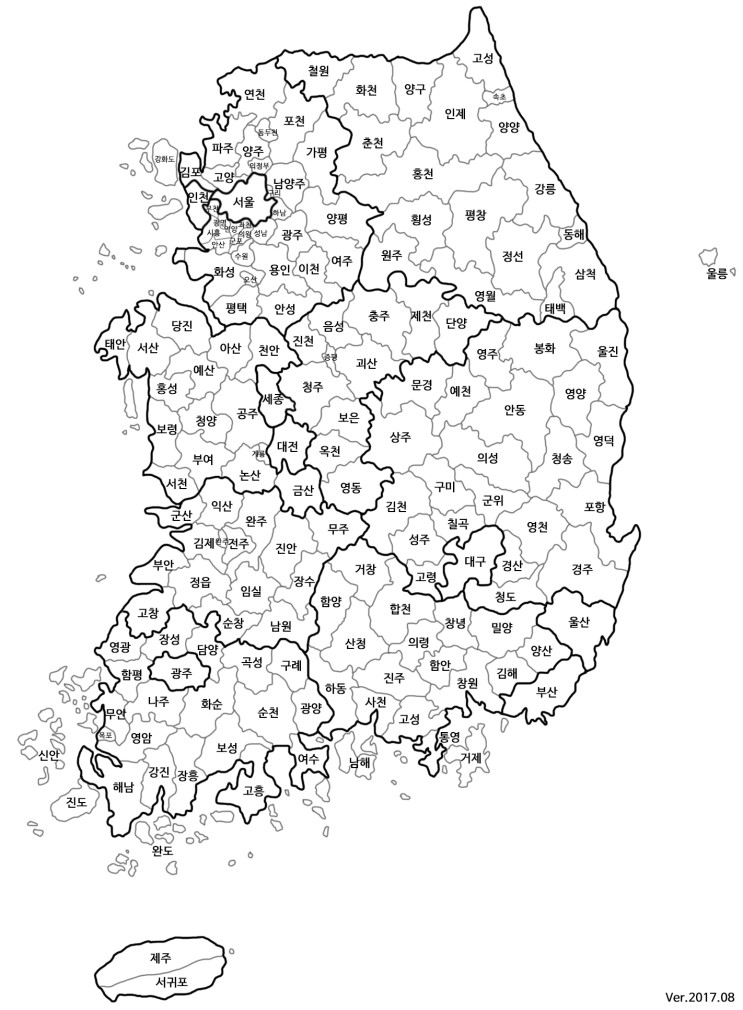 고성
철원
화천
양구
연천
속초
인제
포천
양양
동두천
춘천
파주
양주
가평
강화도
의정부
홍천
김포
고양
남양주
강릉
구리
인천
서울
하남
횡성
평창
양평
동해
광명
과천
안양
시흥
의왕
성남
광주
군포
안산
원주
정선
수원
여주
화성
용인
이천
삼척
울릉
오산
영월
평택
안성
태백
음성
충주
제천
단양
당진
태안
서산
아산
천안
진천
증평
괴산
영주
봉화
울진
예산
홍성
청주
문경
예천
영양
세종
공주
안동
청양
보은
보령
상주
영덕
계룡
대전
옥천
부여
의성
청송
논산
서천
금산
영동
구미
군위
김천
익산
포항
군산
완주
무주
칠곡
영천
김제
완주
전주
성주
진안
부안
대구
경산
거창
경주
고령
정읍
임실
장수
청도
함양
합천
고창
순창
남원
창녕
밀양
울산
영광
장성
담양
산청
의령
양산
곡성
구례
함안
함평
광주
진주
창원
김해
하동
부산
나주
화순
사천
무안
순천
광양
고성
목포
영암
통영
신안
보성
여수
남해
거제
해남
강진
장흥
고흥
진도
완도
제주
서귀포
Ver.2017.08